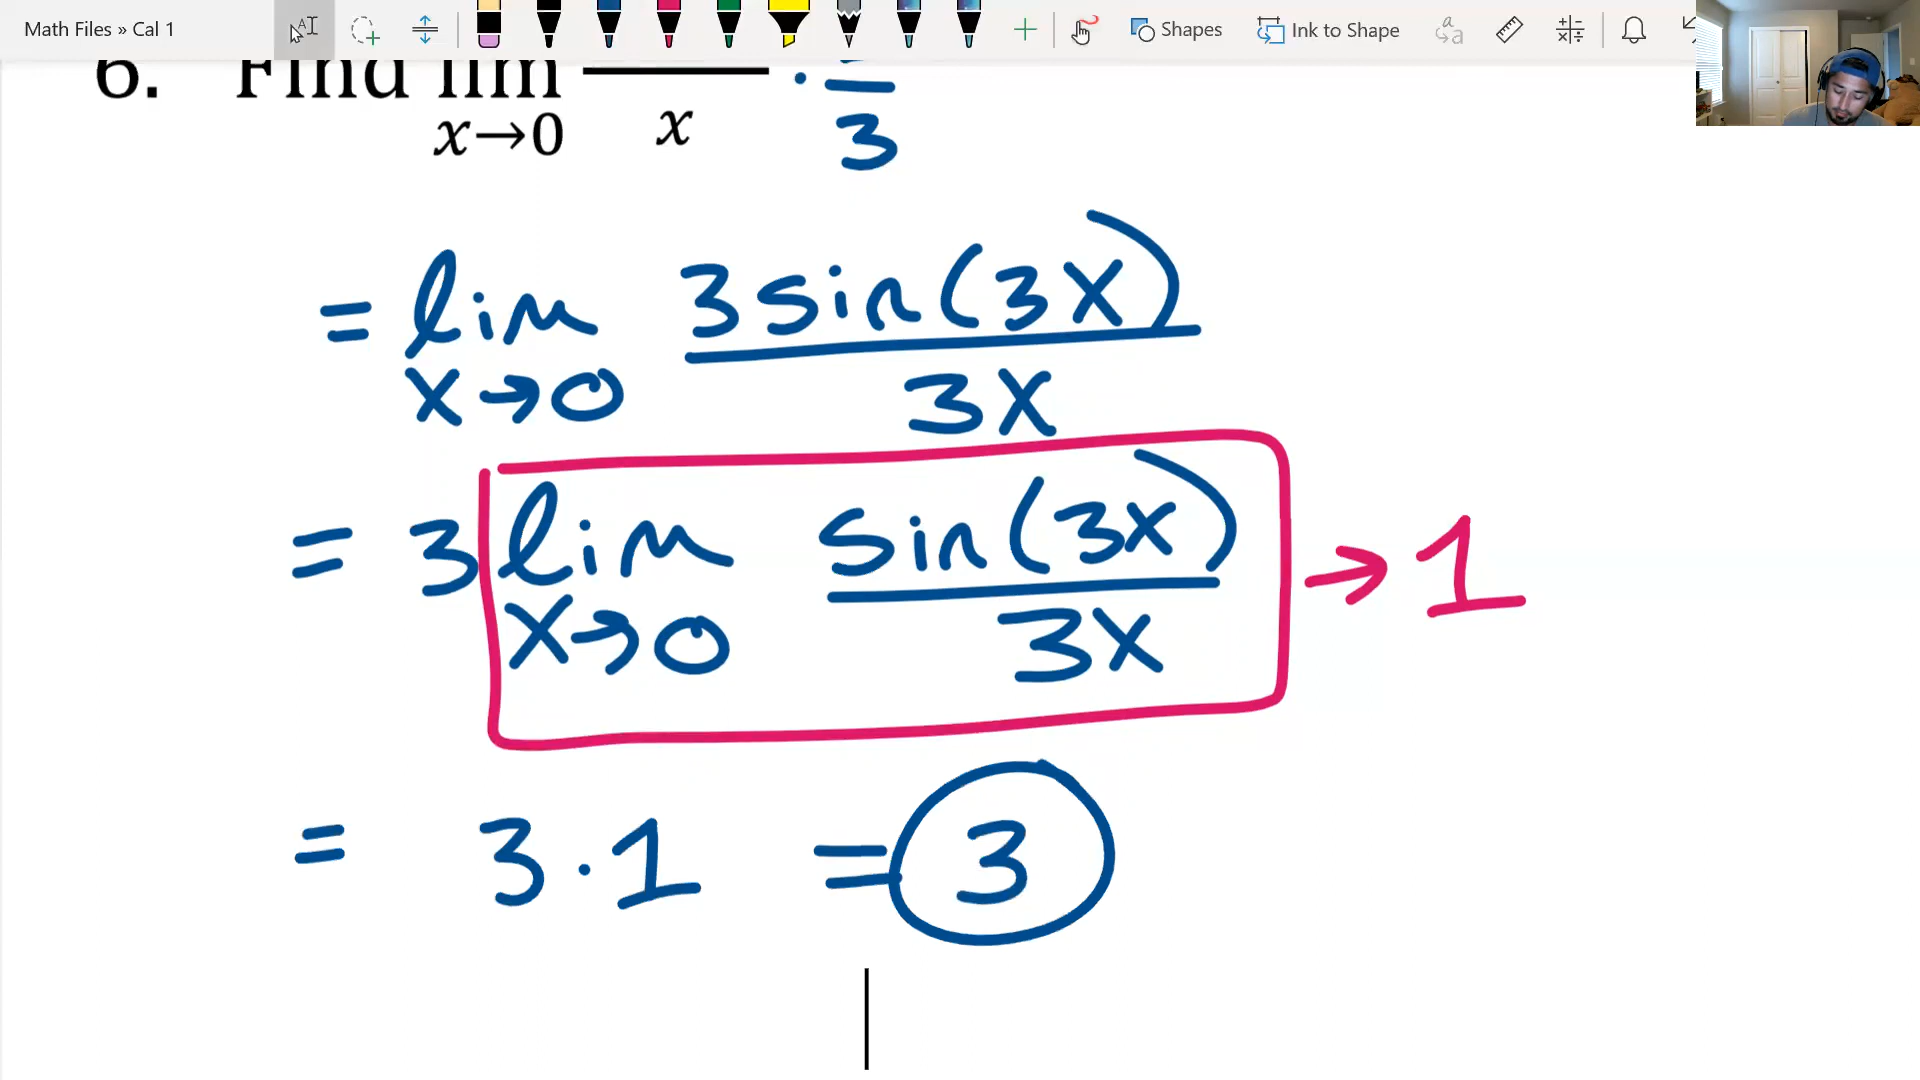 Math Files » Cal 1
Shapes
Ink to Shape
6. Find lim
x→0 x · 3
= lim 3sin(3x)
x→0 3x
= 3 lim sin(3x) → 1
x→0 3x
= 3·1 = 3